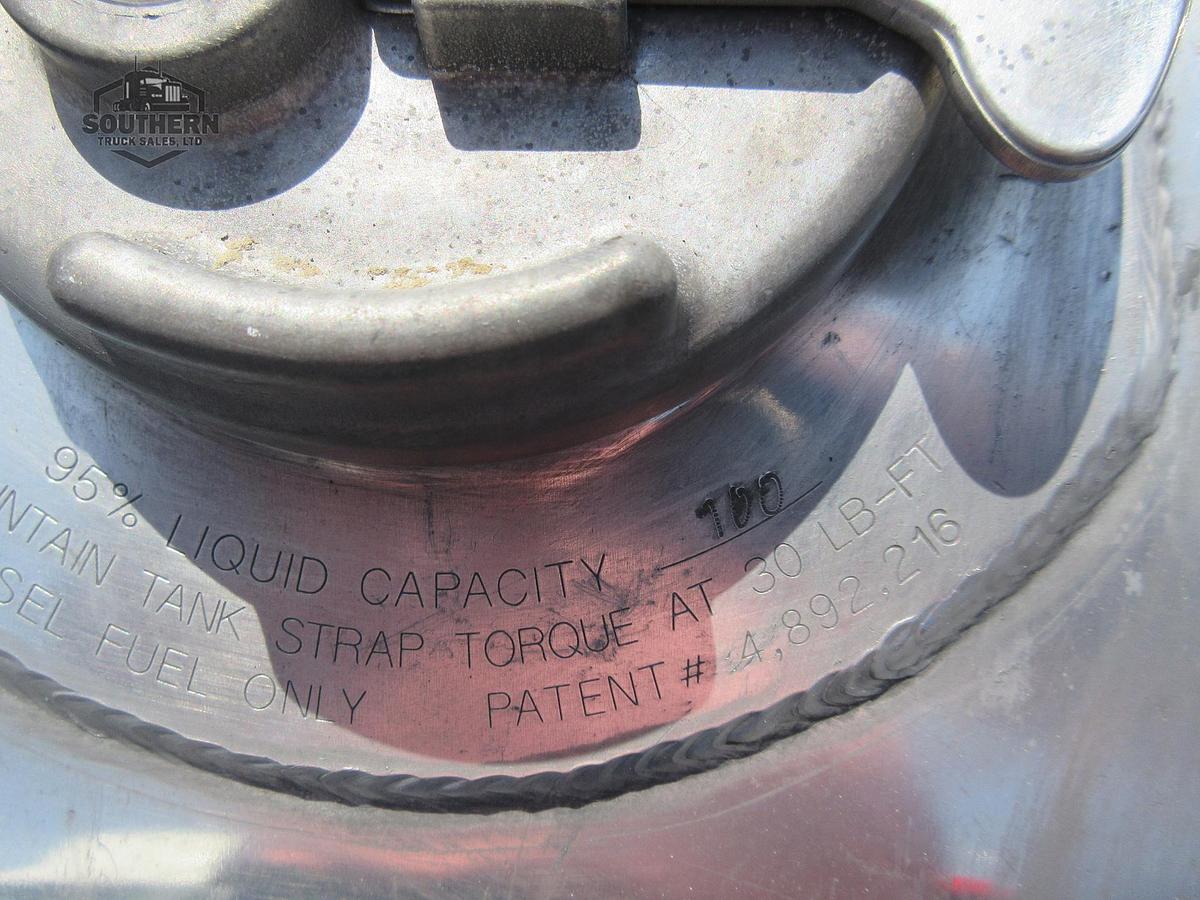 SOUTHERN
TRUCK SALES, LTD
95% LIQUID CAPACITY 100
NTAIN TANK STRAP TORQUE AT 30 LB-FT
SEL FUEL ONLY PATENT # 4,892,216